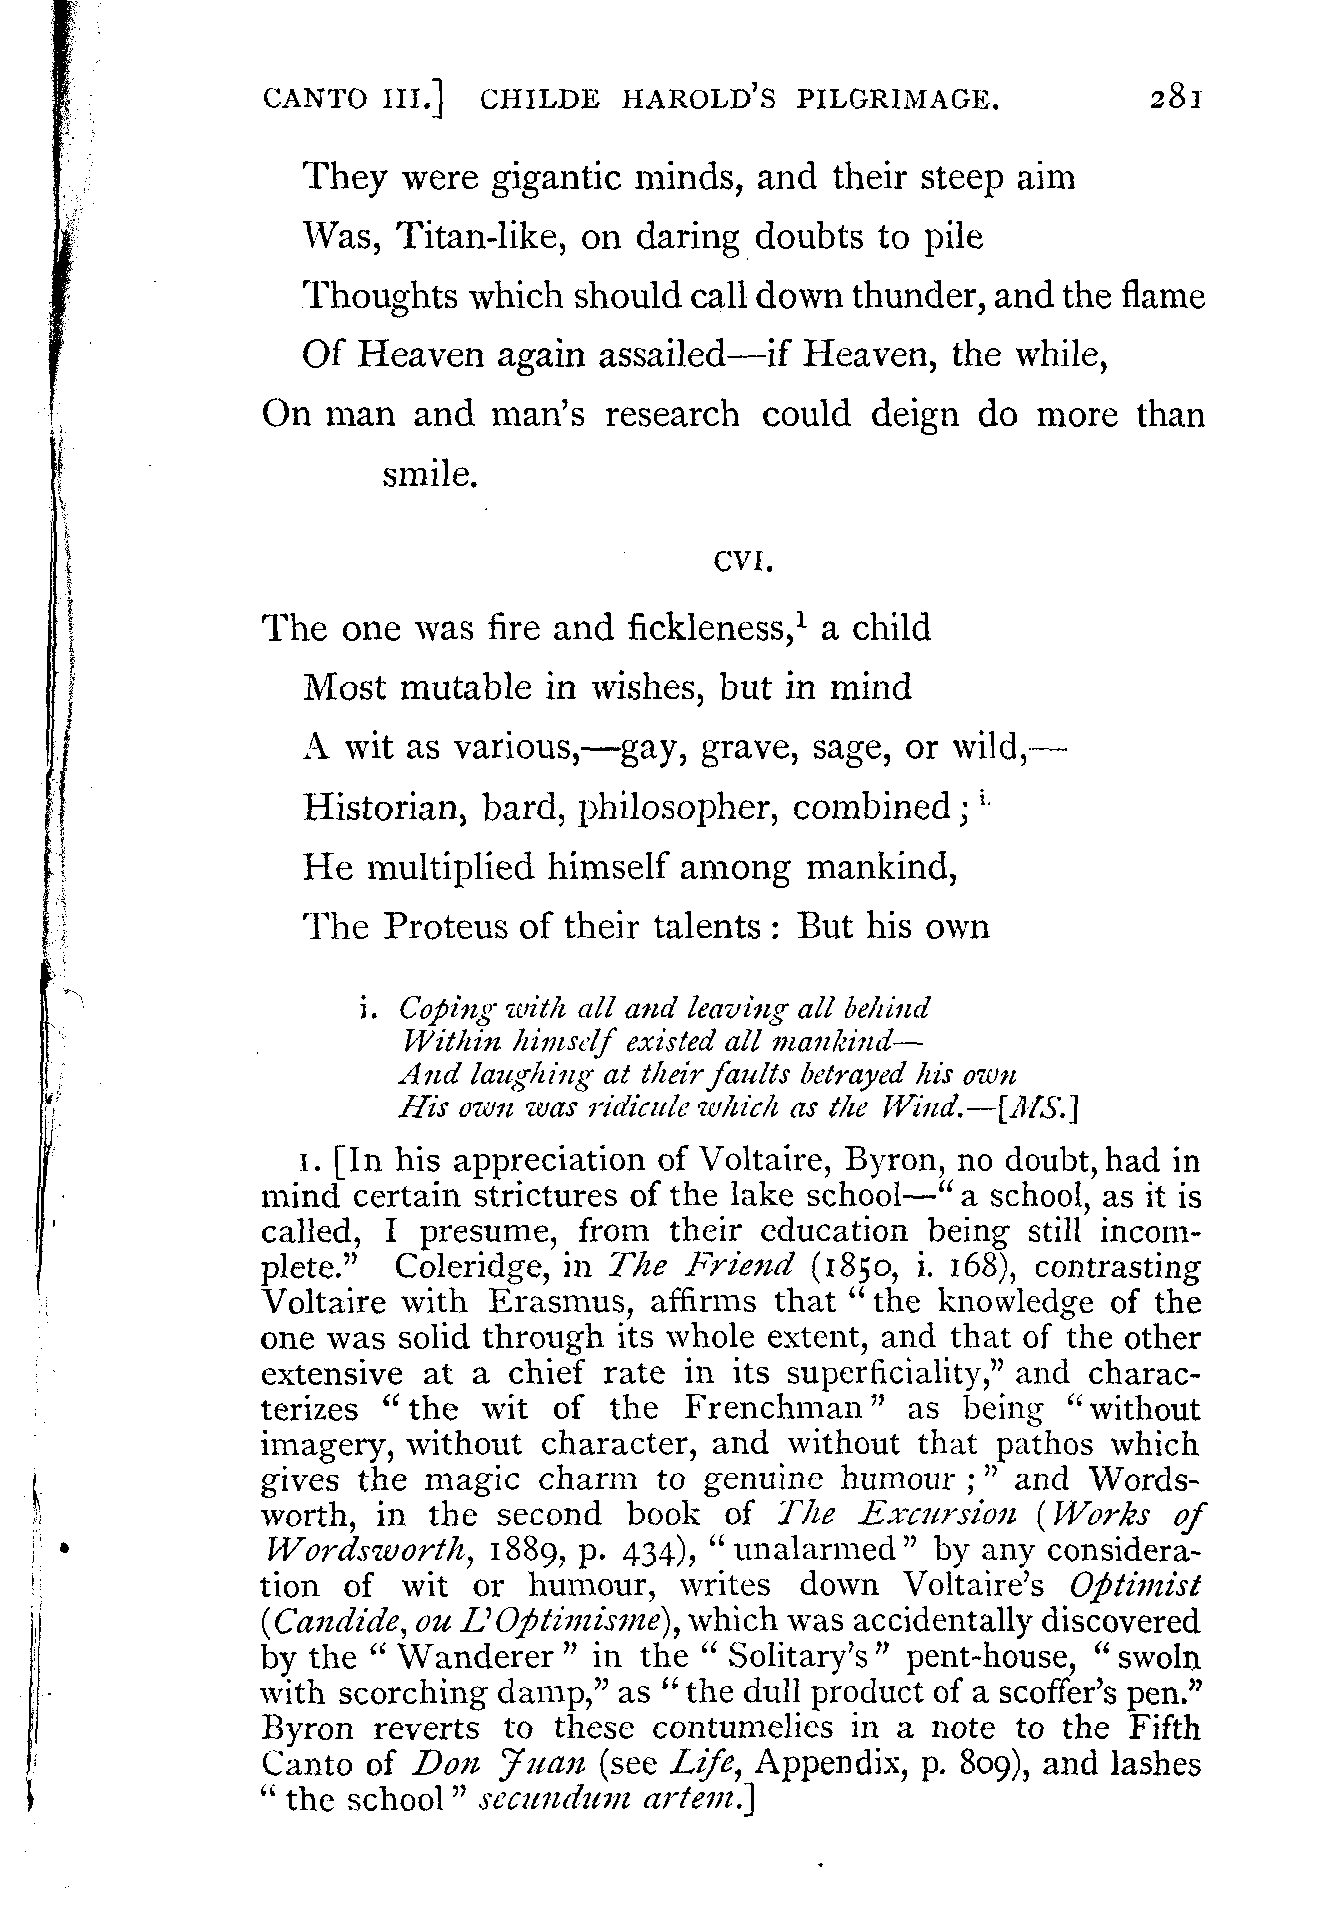 CANTO III.] CHILDE HAROLD'S PILGRIMAGE. 281
They were gigantic minds, and their steep aim
Was, Titan-like, on daring doubts to pile
Thoughts which should call down thunder, and the flame
Of Heaven again assailed—if Heaven, the while,
On man and man's research could deign do more than
smile.
CVI.
The one was fire and fickleness,¹ a child
Most mutable in wishes, but in mind
A wit as various,—gay, grave, sage, or wild,—
Historian, bard, philosopher, combined; i.
He multiplied himself among mankind,
The Proteus of their talents: But his own
i. Coping with all and leaving all behind
Within himself existed all mankind—
And laughing at their faults betrayed his own
His own was ridicule which as the Wind.—[MS.]
1. [In his appreciation of Voltaire, Byron, no doubt, had in
mind certain strictures of the lake school—"a school, as it is
called, I presume, from their education being still incom-
plete." Coleridge, in The Friend (1850, i. 168), contrasting
Voltaire with Erasmus, affirms that "the knowledge of the
one was solid through its whole extent, and that of the other
extensive at a chief rate in its superficiality," and charac-
terizes "the wit of the Frenchman" as being "without
imagery, without character, and without that pathos which
gives the magic charm to genuine humour;" and Words-
worth, in the second book of The Excursion (Works of
Wordsworth, 1889, p. 434), "unalarmed" by any considera-
tion of wit or humour, writes down Voltaire's Optimist
(Candide, ou L'Optimisme), which was accidentally discovered
by the "Wanderer" in the "Solitary's" pent-house, "swoln
with scorching damp," as "the dull product of a scoffer's pen."
Byron reverts to these contumelies in a note to the Fifth
Canto of Don Juan (see Life, Appendix, p. 809), and lashes
"the school" secundum artem.]